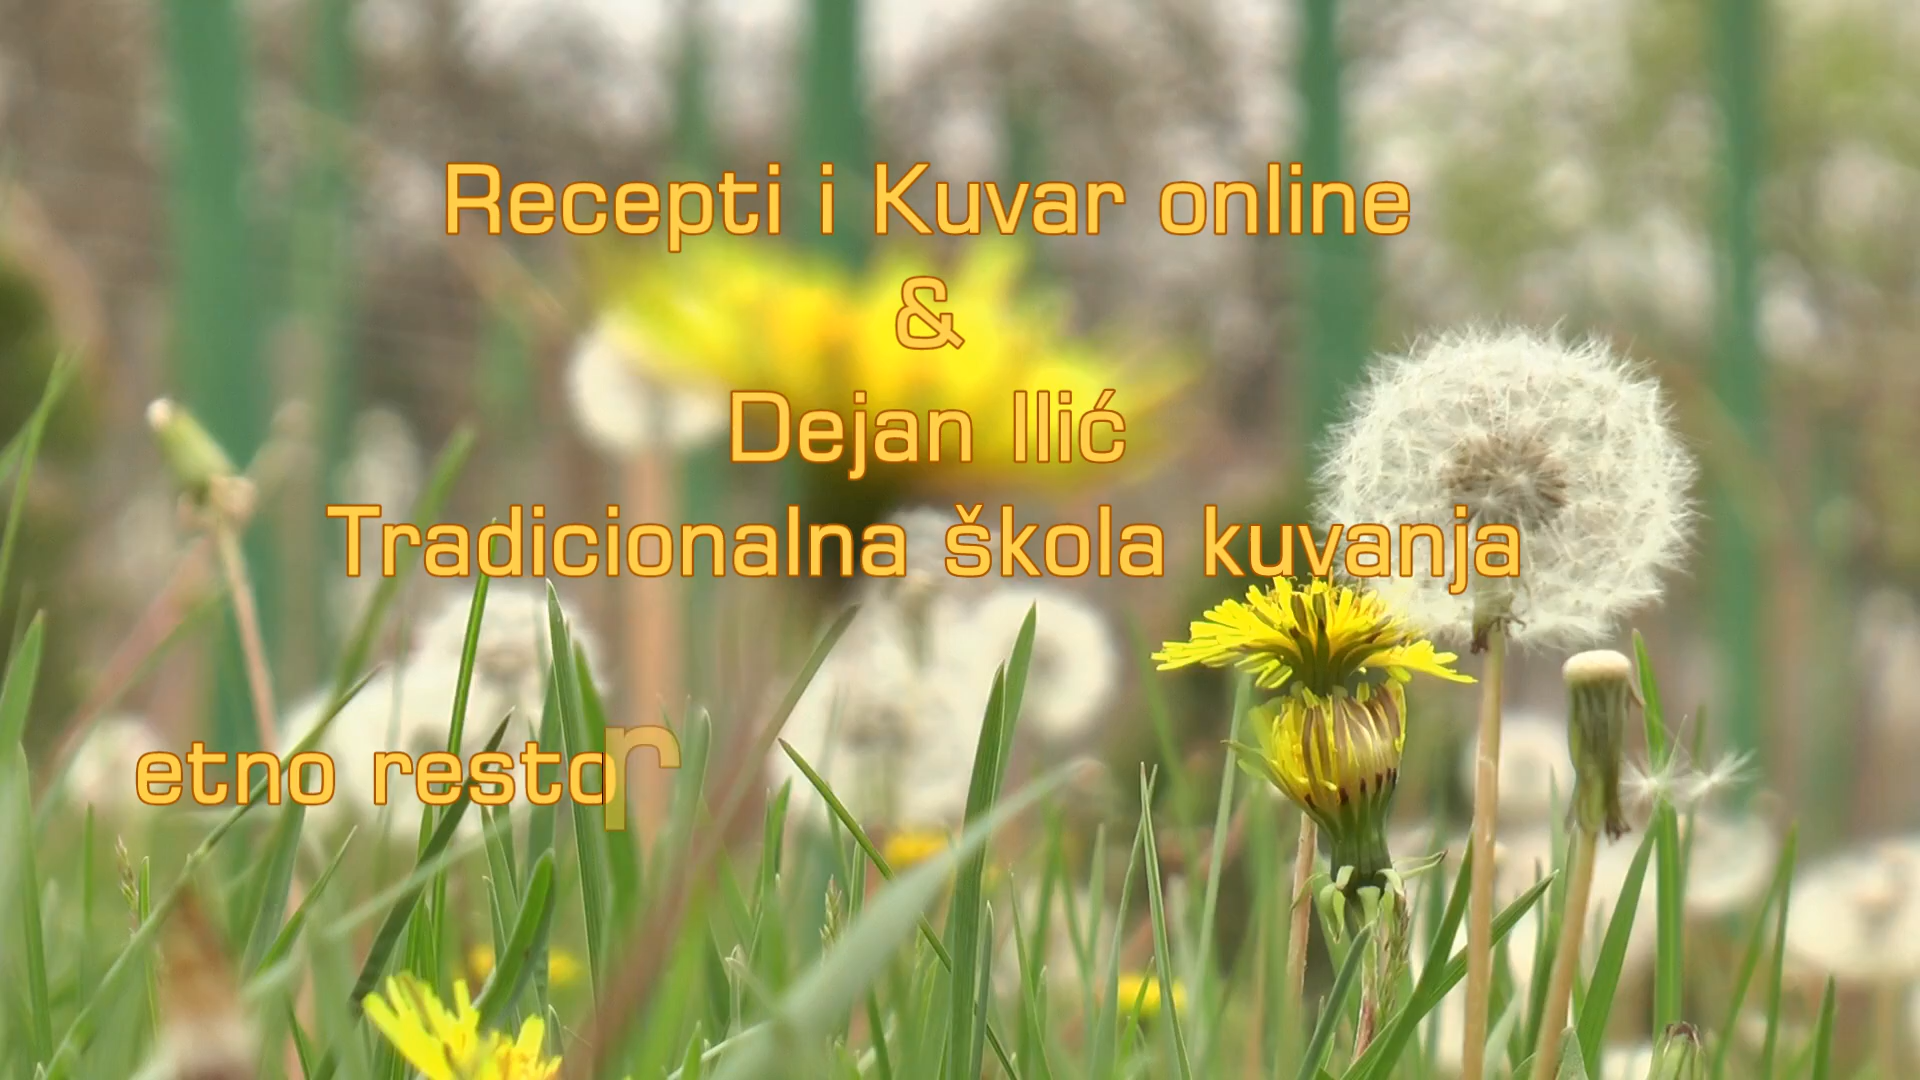 Recepti i Kuvar online
&
Dejan Ilić
Tradicionalna škola kuvanja
etno restor